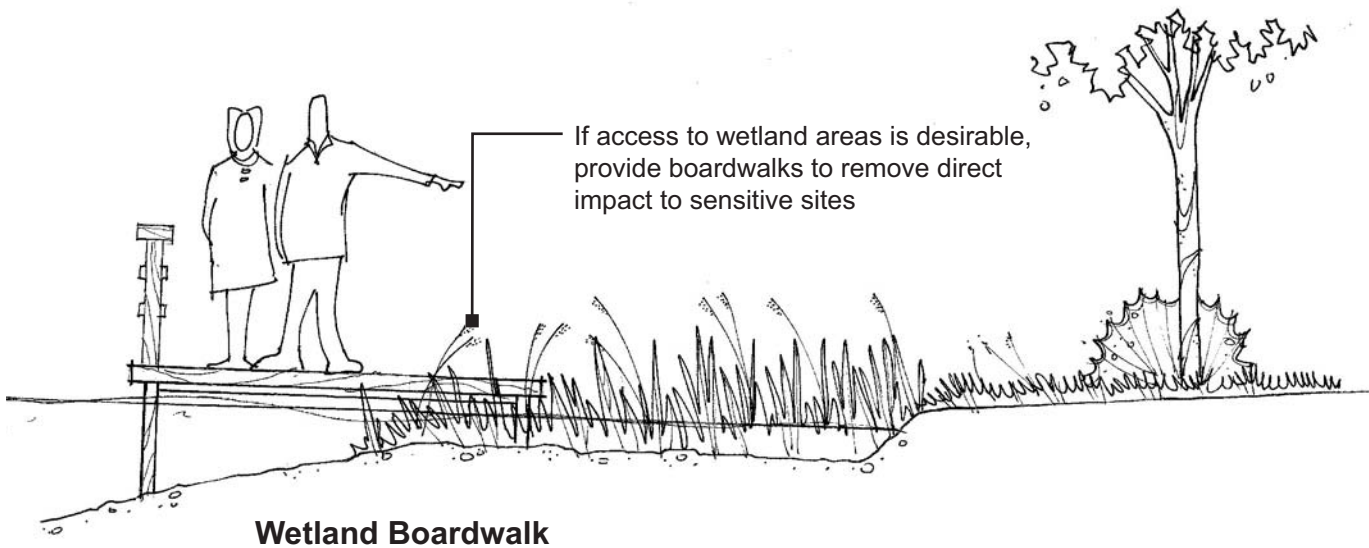 If access to wetland areas is desirable,
provide boardwalks to remove direct
impact to sensitive sites
Wetland Boardwalk